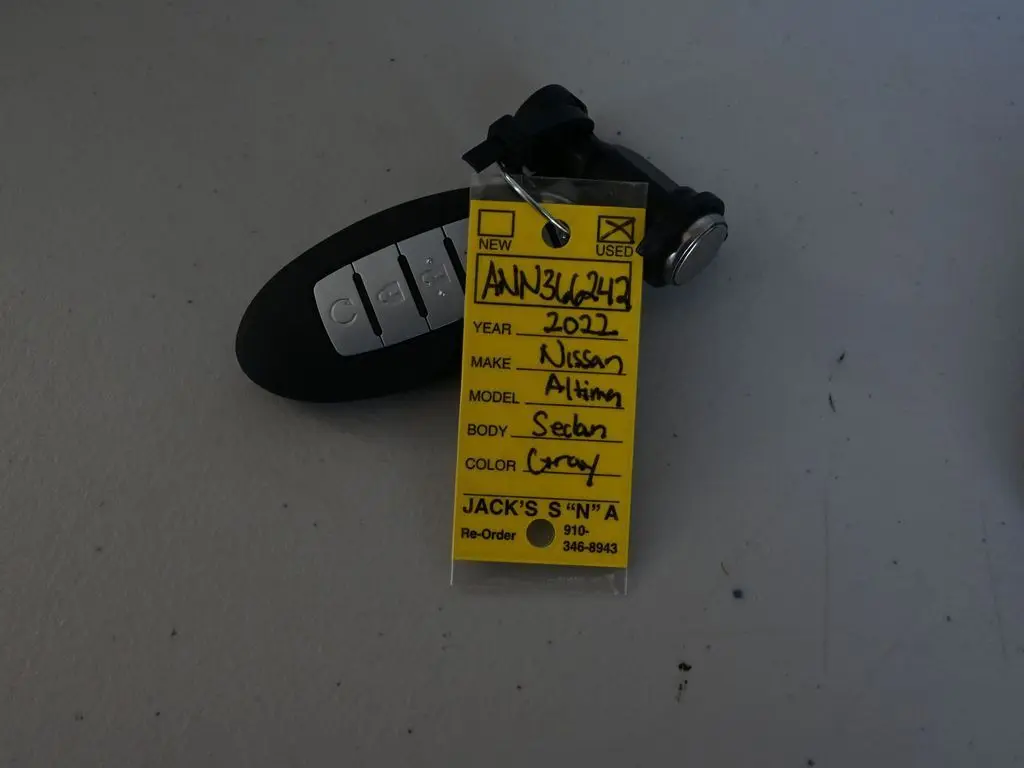 NEW USED
ANN366242
YEAR 2022
MAKE Nissan
MODEL Altima
BODY Sedan
COLOR Gray
JACK'S S "N" A
Re-Order 910-
346-8943